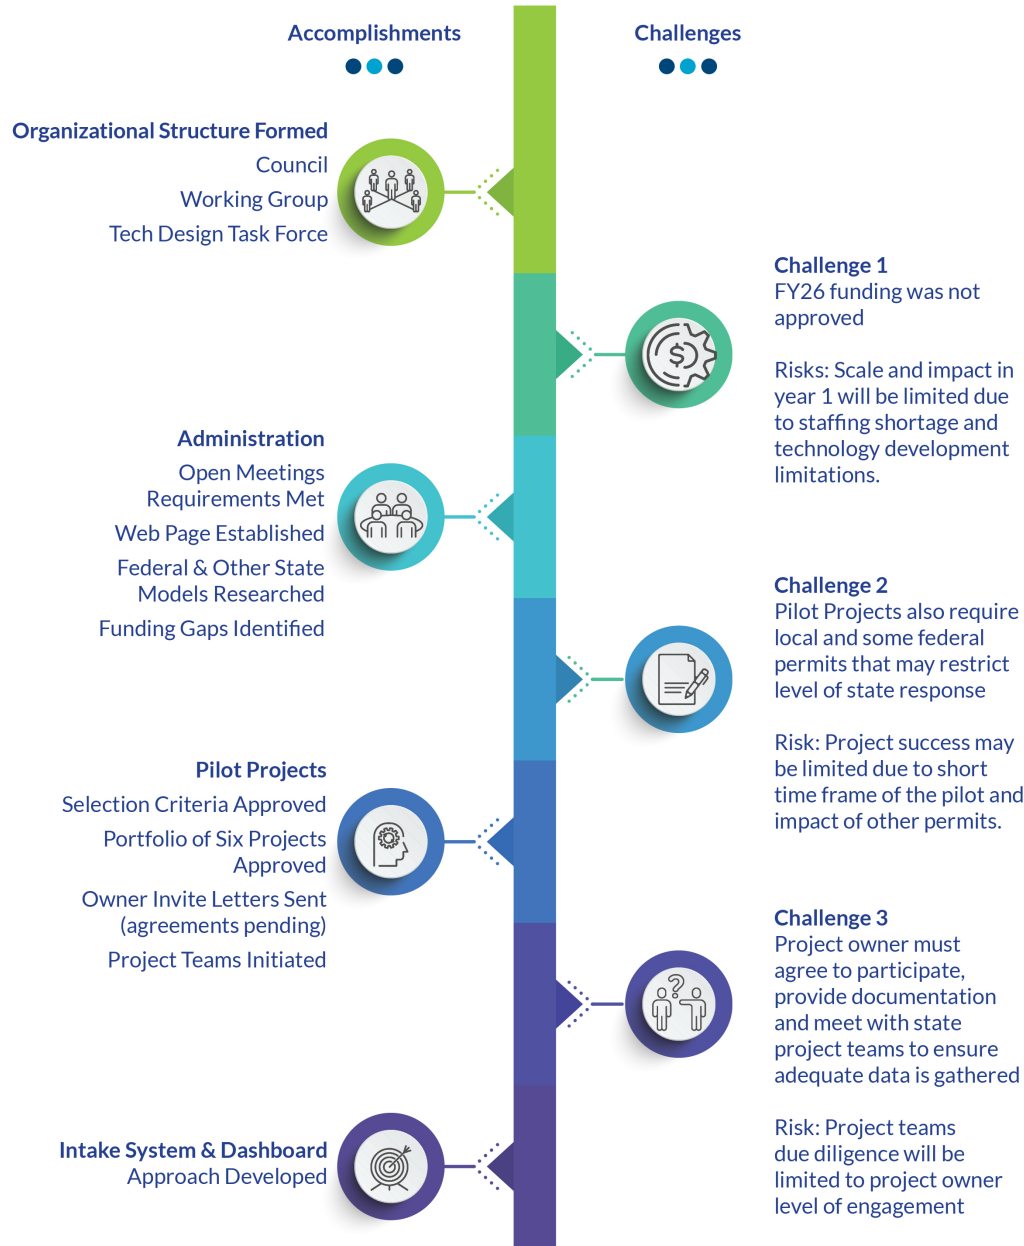 Accomplishments
Challenges
Organizational Structure Formed
Council
Working Group
Tech Design Task Force
Challenge 1
FY26 funding was not
approved
Risks: Scale and impact in
year 1 will be limited due
to staffing shortage and
technology development
limitations.
Administration
Open Meetings
Requirements Met
Web Page Established
Federal & Other State
Models Researched
Funding Gaps Identified
Challenge 2
Pilot Projects also require
local and some federal
permits that may restrict
level of state response
Risk: Project success may
be limited due to short
time frame of the pilot and
impact of other permits.
Pilot Projects
Selection Criteria Approved
Portfolio of Six Projects
Approved
Owner Invite Letters Sent
(agreements pending)
Project Teams Initiated
Challenge 3
Project owner must
agree to participate,
provide documentation
and meet with state
project teams to ensure
adequate data is gathered
Risk: Project teams
due diligence will be
limited to project owner
level of engagement
Intake System & Dashboard
Approach Developed
$
?